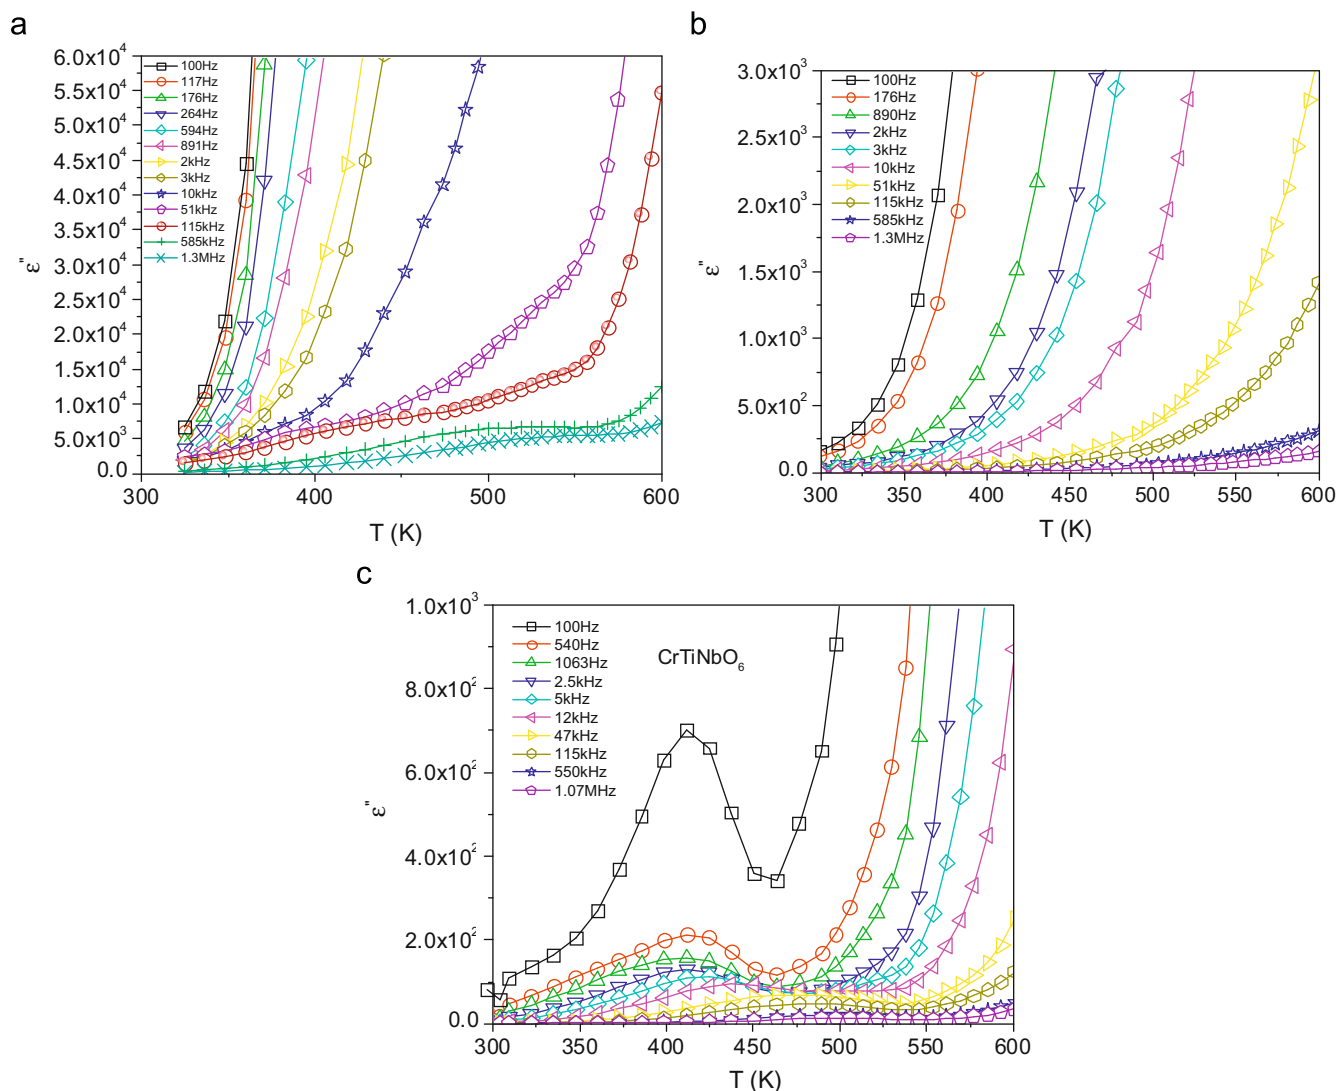 a
6.0x10⁴
5.5x10⁴
5.0x10⁴
4.5x10⁴
4.0x10⁴
3.5x10⁴
3.0x10⁴
2.5x10⁴
2.0x10⁴
1.5x10⁴
1.0x10⁴
5.0x10³
0.0
ε"
100Hz
117Hz
176Hz
264Hz
594Hz
891Hz
2kHz
3kHz
10kHz
51kHz
115kHz
585kHz
1.3MHz
300 400 500 600
T (K)
b
3.0x10³
2.5x10³
2.0x10³
1.5x10³
1.0x10³
5.0x10²
0.0
ε"
100Hz
176Hz
890Hz
2kHz
3kHz
10kHz
51kHz
115kHz
585kHz
1.3MHz
300 350 400 450 500 550 600
T (K)
c
1.0x10³
8.0x10²
6.0x10²
4.0x10²
2.0x10²
0.0
ε"
100Hz
540Hz
1063Hz
2.5kHz
5kHz
12kHz
47kHz
115kHz
550kHz
1.07MHz
CrTiNbO₆
300 350 400 450 500 550 600
T (K)